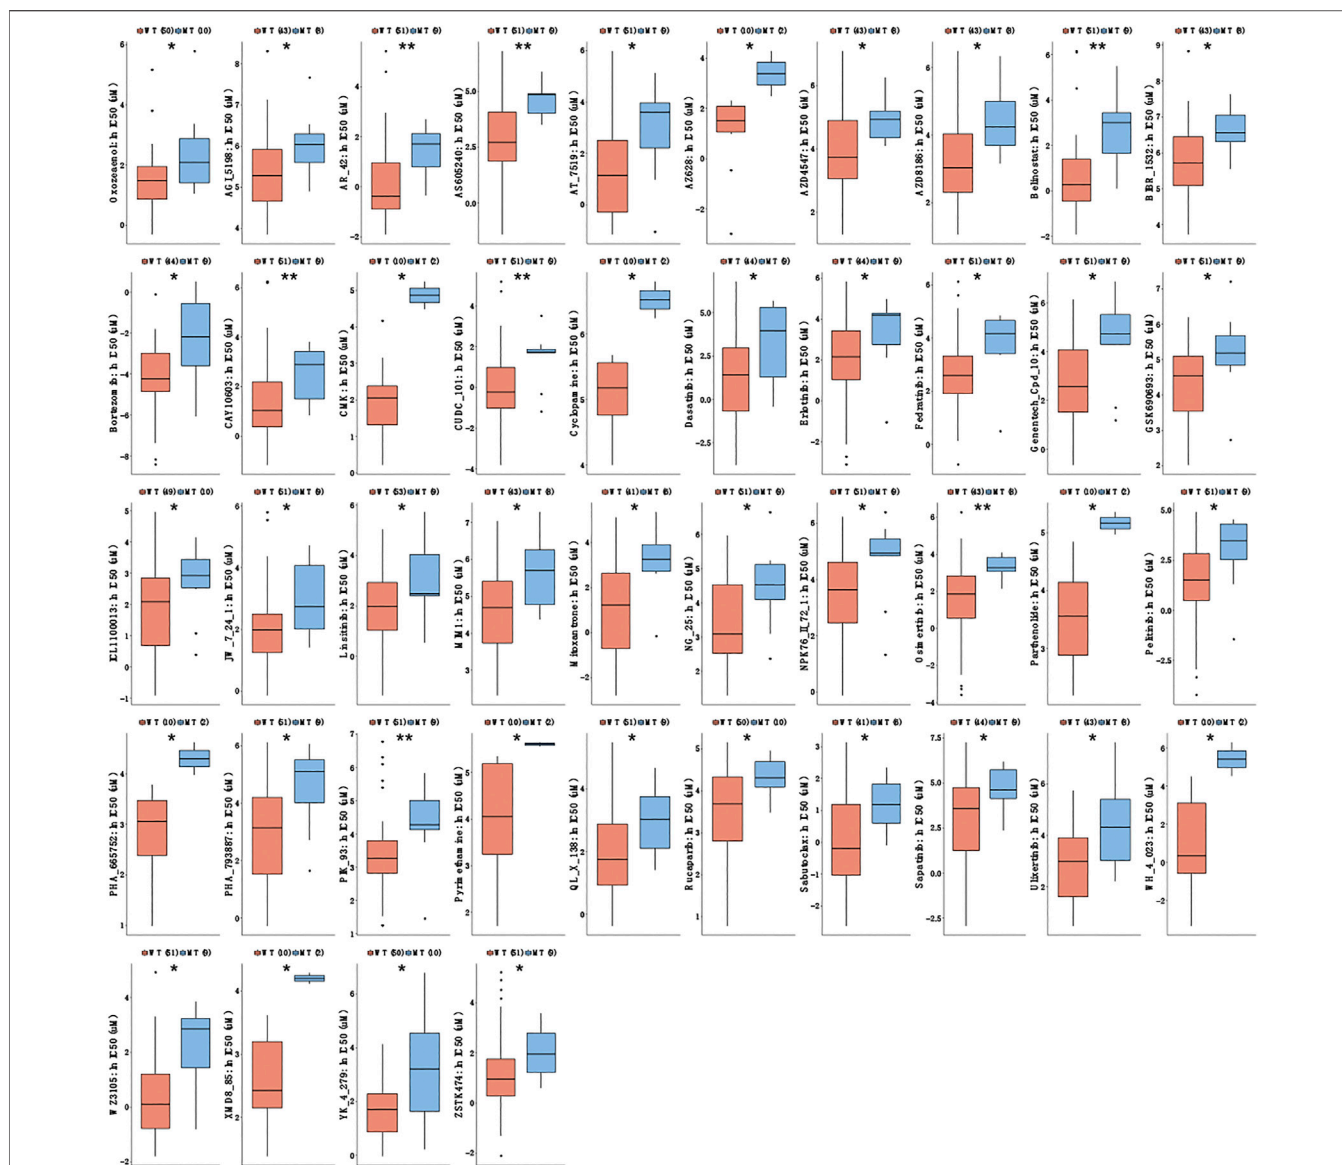 WT (50) MT (10) WT (43) MT (8) WT (51) MT (9) WT (51) MT (9) WT (51) MT (9) WT (10) MT (2) WT (43) MT (8) WT (43) MT (8) WT (51) MT (9) WT (43) MT (8)
* * ** ** * * * * ** *
Oxozeaenol: ln IC50 (uM)
AGI_5198: ln IC50 (uM)
AR_42: ln IC50 (uM)
AS605240: ln IC50 (uM)
AT_7519: ln IC50 (uM)
AZ628: ln IC50 (uM)
AZD4547: ln IC50 (uM)
AZD8186: ln IC50 (uM)
Belinostat: ln IC50 (uM)
BIBR_1532: ln IC50 (uM)
WT (44) MT (9) WT (51) MT (9) WT (10) MT (2) WT (51) MT (9) WT (10) MT (2) WT (44) MT (9) WT (44) MT (9) WT (51) MT (9) WT (51) MT (9) WT (51) MT (9)
* ** * ** * * * * * *
Bortezomib: ln IC50 (uM)
CAY10603: ln IC50 (uM)
CMK: ln IC50 (uM)
CUDC_101: ln IC50 (uM)
Cyclopamine: ln IC50 (uM)
Dasatinib: ln IC50 (uM)
Erlotinib: ln IC50 (uM)
Fedratinib: ln IC50 (uM)
Genentech_Cpd_10: ln IC50 (uM)
GSK690693: ln IC50 (uM)
WT (49) MT (10) WT (51) MT (9) WT (53) MT (9) WT (43) MT (8) WT (41) MT (8) WT (51) MT (9) WT (51) MT (9) WT (43) MT (8) WT (10) MT (2) WT (51) MT (9)
* * * * * * * ** * *
ICL1100013: ln IC50 (uM)
JW_7_24_1: ln IC50 (uM)
Linsitinib: ln IC50 (uM)
MIM1: ln IC50 (uM)
Mitoxantrone: ln IC50 (uM)
NG_25: ln IC50 (uM)
NPK76_II_72_1: ln IC50 (uM)
Osimertinib: ln IC50 (uM)
Parthenolide: ln IC50 (uM)
Pelitinib: ln IC50 (uM)
WT (10) MT (2) WT (51) MT (9) WT (51) MT (9) WT (10) MT (2) WT (51) MT (9) WT (50) MT (10) WT (41) MT (8) WT (44) MT (9) WT (43) MT (8) WT (10) MT (2)
* * ** * * * * * * *
PHA_665752: ln IC50 (uM)
PHA_793887: ln IC50 (uM)
PIK_93: ln IC50 (uM)
Pyrimethamine: ln IC50 (uM)
QL_X_138: ln IC50 (uM)
Rucaparib: ln IC50 (uM)
Sabutoclax: ln IC50 (uM)
Sapatinib: ln IC50 (uM)
Ulixertinib: ln IC50 (uM)
WH_4_023: ln IC50 (uM)
WT (51) MT (9) WT (10) MT (2) WT (50) MT (10) WT (51) MT (9)
* * * *
WZ3105: ln IC50 (uM)
XMD8_85: ln IC50 (uM)
YK_4_279: ln IC50 (uM)
ZSTK474: ln IC50 (uM)